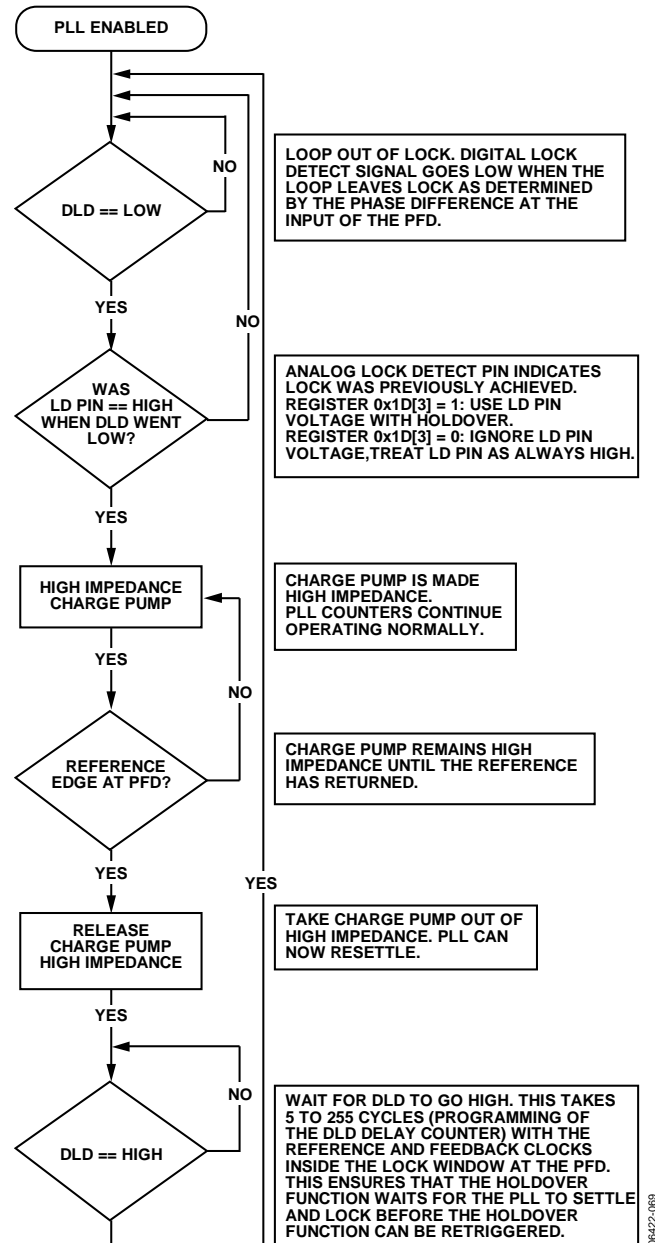 PLL ENABLED
NO
DLD == LOW
LOOP OUT OF LOCK. DIGITAL LOCK
DETECT SIGNAL GOES LOW WHEN THE
LOOP LEAVES LOCK AS DETERMINED
BY THE PHASE DIFFERENCE AT THE
INPUT OF THE PFD.
YES
NO
WAS
LD PIN == HIGH
WHEN DLD WENT
LOW?
ANALOG LOCK DETECT PIN INDICATES
LOCK WAS PREVIOUSLY ACHIEVED.
REGISTER 0x1D[3] = 1: USE LD PIN
VOLTAGE WITH HOLDOVER.
REGISTER 0x1D[3] = 0: IGNORE LD PIN
VOLTAGE,TREAT LD PIN AS ALWAYS HIGH.
YES
HIGH IMPEDANCE
CHARGE PUMP
CHARGE PUMP IS MADE
HIGH IMPEDANCE.
PLL COUNTERS CONTINUE
OPERATING NORMALLY.
YES
NO
REFERENCE
EDGE AT PFD?
CHARGE PUMP REMAINS HIGH
IMPEDANCE UNTIL THE REFERENCE
HAS RETURNED.
YES
YES
RELEASE
CHARGE PUMP
HIGH IMPEDANCE
TAKE CHARGE PUMP OUT OF
HIGH IMPEDANCE. PLL CAN
NOW RESETTLE.
YES
NO
DLD == HIGH
WAIT FOR DLD TO GO HIGH. THIS TAKES
5 TO 255 CYCLES (PROGRAMMING OF
THE DLD DELAY COUNTER) WITH THE
REFERENCE AND FEEDBACK CLOCKS
INSIDE THE LOCK WINDOW AT THE PFD.
THIS ENSURES THAT THE HOLDOVER
FUNCTION WAITS FOR THE PLL TO SETTLE
AND LOCK BEFORE THE HOLDOVER
FUNCTION CAN BE RETRIGGERED.
06422-069